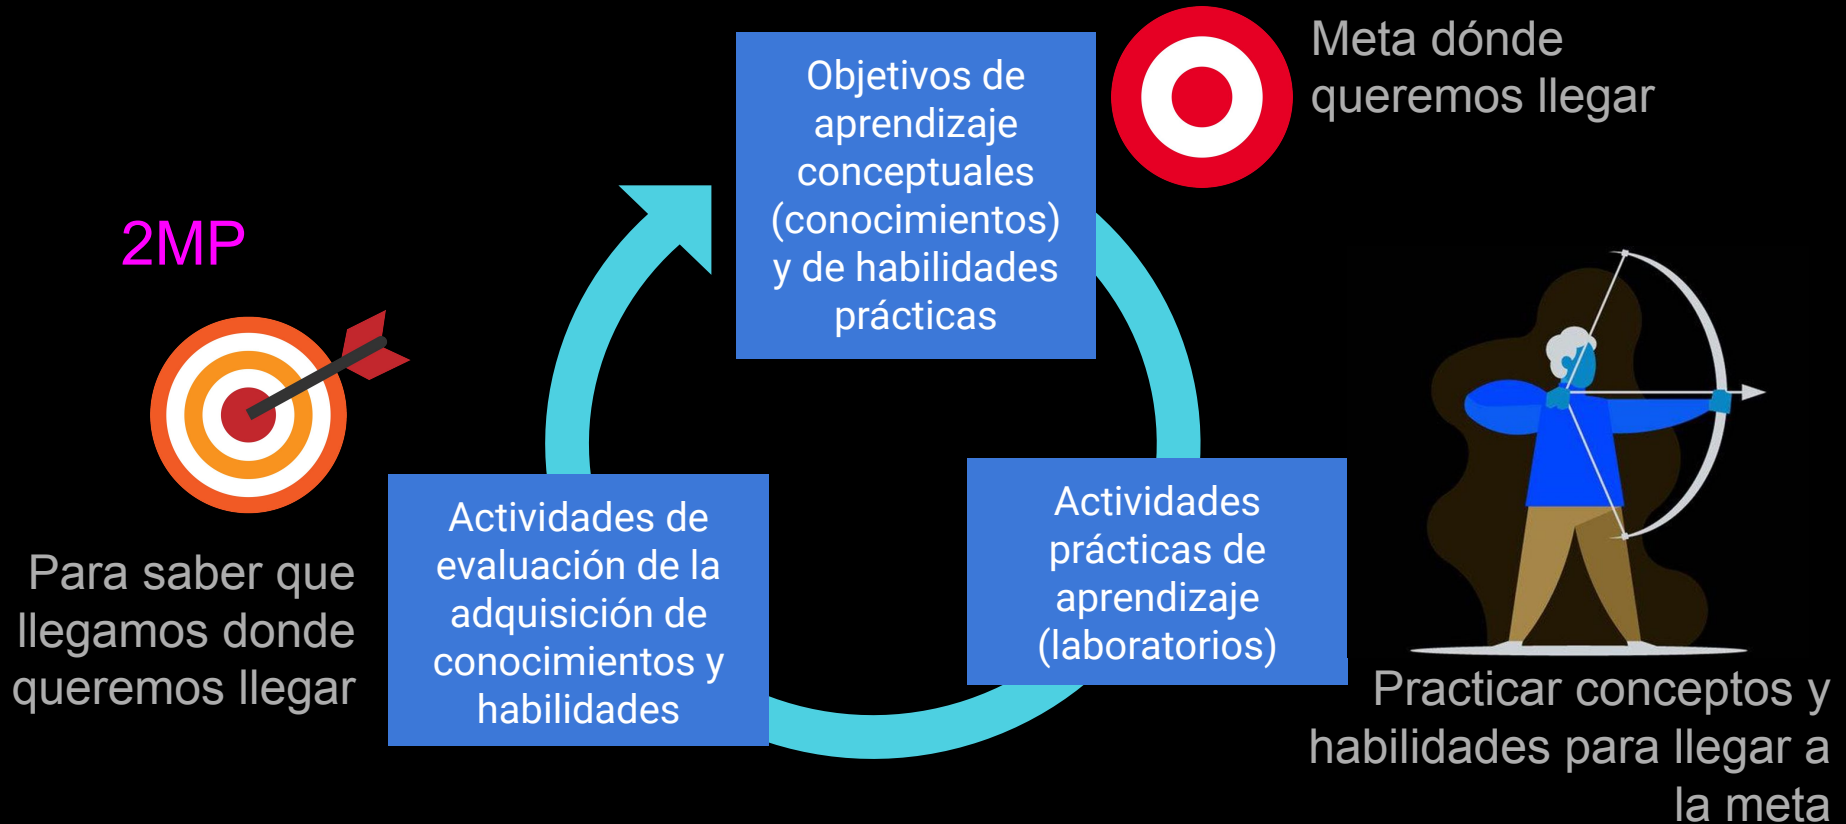 Objetivos de
aprendizaje
conceptuales
(conocimientos)
y de habilidades
prácticas
Meta dónde
queremos llegar
2MP
Actividades
prácticas de
aprendizaje
(laboratorios)
Practicar conceptos y
habilidades para llegar a
la meta
Actividades de
evaluación de la
adquisición de
conocimientos y
habilidades
Para saber que
llegamos donde
queremos llegar